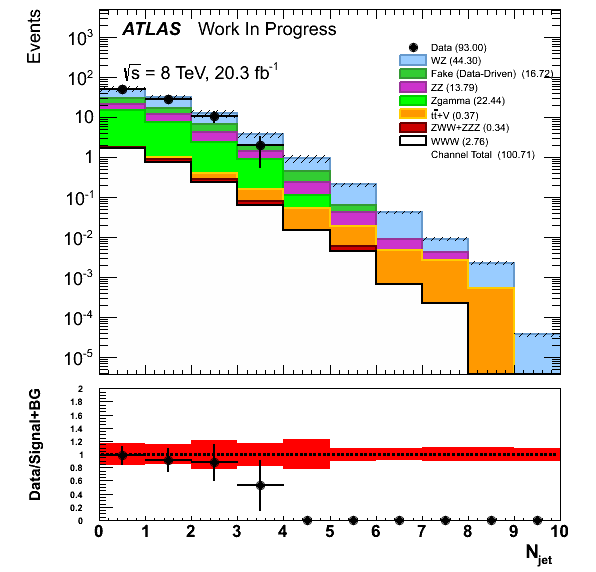 ATLAS Work In Progress
√s = 8 TeV, 20.3 fb⁻¹
Data (93.00)
WZ (44.30)
Fake (Data-Driven) (16.72)
ZZ (13.79)
Zgamma (22.44)
tt̄+V (0.37)
ZWW+ZZZ (0.34)
WWW (2.76)
Channel Total (100.71)
Events
10³
10²
10
1
10⁻¹
10⁻²
10⁻³
10⁻⁴
10⁻⁵
Data/Signal+BG
2
1.8
1.6
1.4
1.2
1
0.8
0.6
0.4
0.2
0
0 1 2 3 4 5 6 7 8 9 10
N_jet